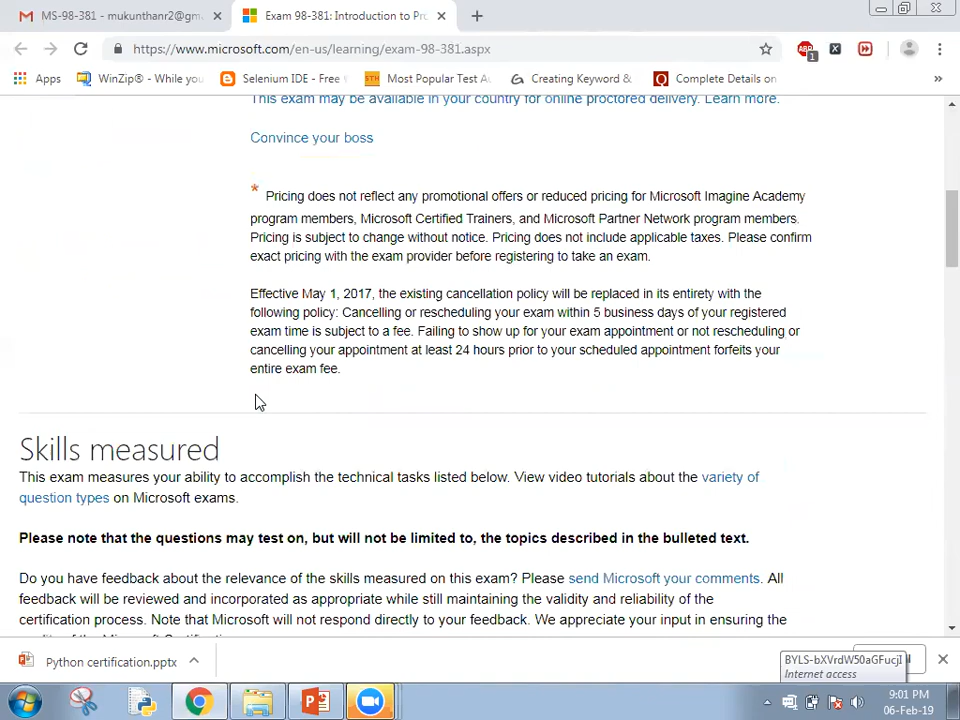 MS-98-381 - mukunthanr2@gm
Exam 98-381: Introduction to Pr
https://www.microsoft.com/en-us/learning/exam-98-381.aspx
ABP
1
Apps
WinZip® - While you
Selenium IDE - Free
STH
Most Popular Test Au
Creating Keyword &
Complete Details on
»
This exam may be available in your country for online proctored delivery. Learn more.
Convince your boss
* Pricing does not reflect any promotional offers or reduced pricing for Microsoft Imagine Academy
program members, Microsoft Certified Trainers, and Microsoft Partner Network program members.
Pricing is subject to change without notice. Pricing does not include applicable taxes. Please confirm
exact pricing with the exam provider before registering to take an exam.
Effective May 1, 2017, the existing cancellation policy will be replaced in its entirety with the
following policy: Cancelling or rescheduling your exam within 5 business days of your registered
exam time is subject to a fee. Failing to show up for your exam appointment or not rescheduling or
cancelling your appointment at least 24 hours prior to your scheduled appointment forfeits your
entire exam fee.
Skills measured
This exam measures your ability to accomplish the technical tasks listed below. View video tutorials about the variety of
question types on Microsoft exams.
Please note that the questions may test on, but will not be limited to, the topics described in the bulleted text.
Do you have feedback about the relevance of the skills measured on this exam? Please send Microsoft your comments. All
feedback will be reviewed and incorporated as appropriate while still maintaining the validity and reliability of the
certification process. Note that Microsoft will not respond directly to your feedback. We appreciate your input in ensuring the
Python certification.pptx
BYLS-bXVrdW50aGFucjI
Internet access
9:01 PM
06-Feb-19